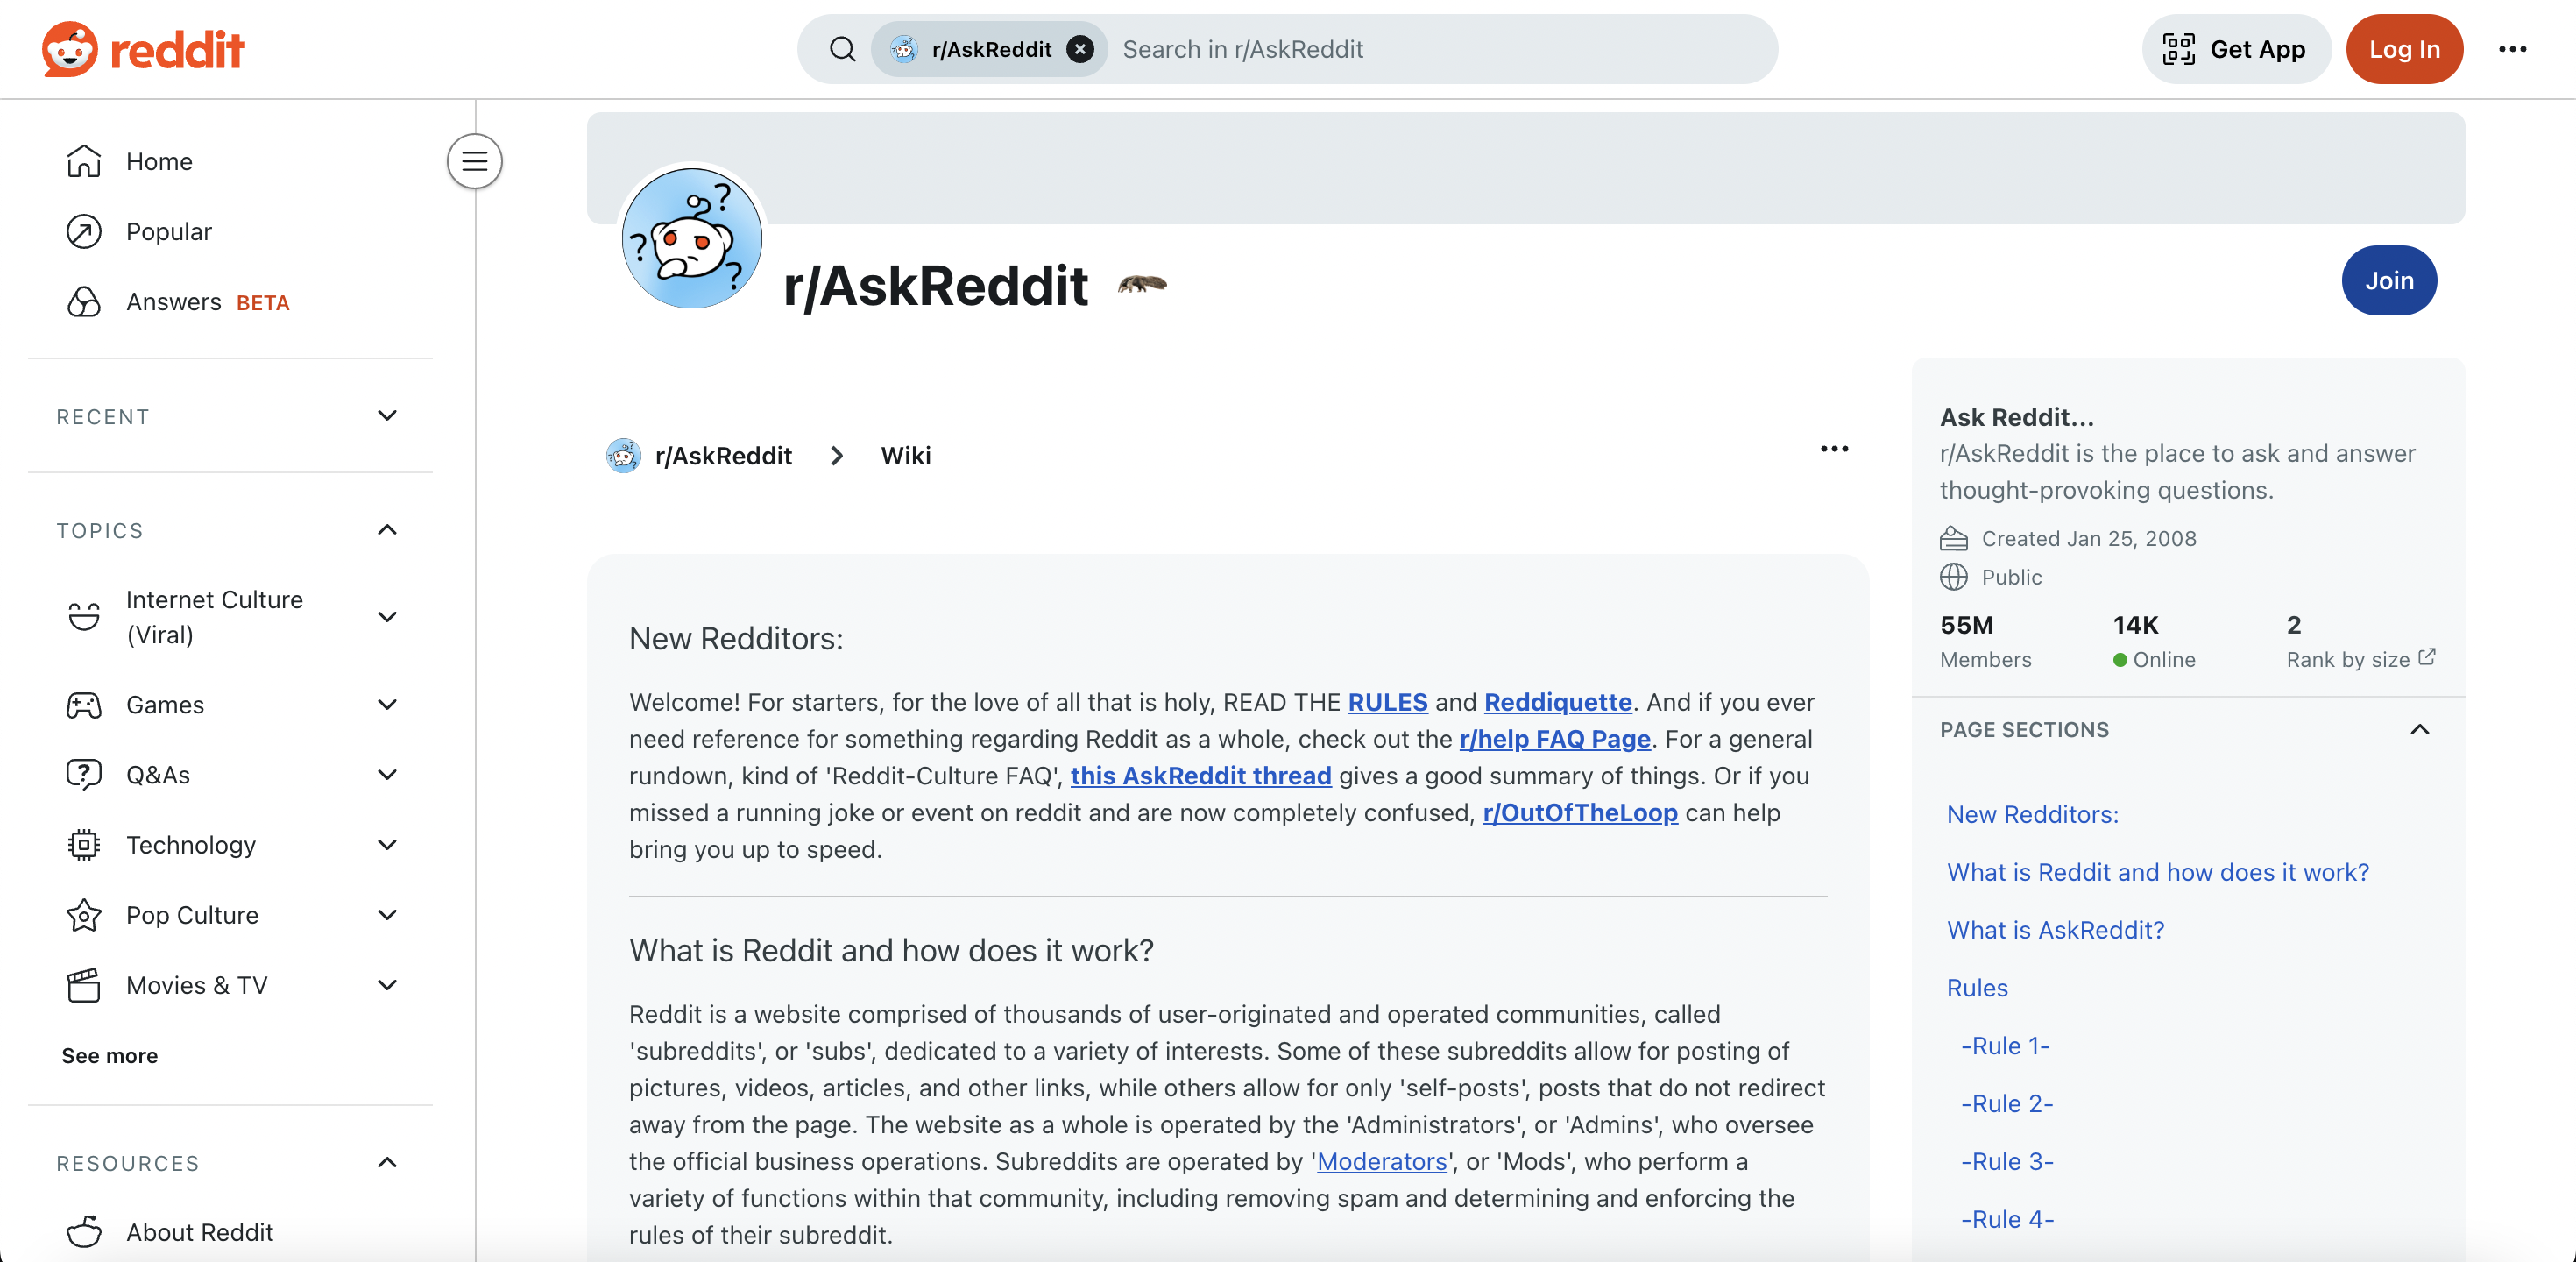 reddit
r/AskReddit
Search in r/AskReddit
Get App
Log In
Home
Popular
Answers BETA
RECENT
TOPICS
Internet Culture
(Viral)
Games
Q&As
Technology
Pop Culture
Movies & TV
See more
RESOURCES
About Reddit
r/AskReddit
Join
r/AskReddit
Wiki
New Redditors:
Welcome! For starters, for the love of all that is holy, READ THE RULES and Reddiquette. And if you ever
need reference for something regarding Reddit as a whole, check out the r/help FAQ Page. For a general
rundown, kind of 'Reddit-Culture FAQ', this AskReddit thread gives a good summary of things. Or if you
missed a running joke or event on reddit and are now completely confused, r/OutOfTheLoop can help
bring you up to speed.
What is Reddit and how does it work?
Reddit is a website comprised of thousands of user-originated and operated communities, called
'subreddits', or 'subs', dedicated to a variety of interests. Some of these subreddits allow for posting of
pictures, videos, articles, and other links, while others allow for only 'self-posts', posts that do not redirect
away from the page. The website as a whole is operated by the 'Administrators', or 'Admins', who oversee
the official business operations. Subreddits are operated by 'Moderators', or 'Mods', who perform a
variety of functions within that community, including removing spam and determining and enforcing the
rules of their subreddit.
Ask Reddit...
r/AskReddit is the place to ask and answer
thought-provoking questions.
Created Jan 25, 2008
Public
55M 14K 2
Members Online Rank by size
PAGE SECTIONS
New Redditors:
What is Reddit and how does it work?
What is AskReddit?
Rules
-Rule 1-
-Rule 2-
-Rule 3-
-Rule 4-